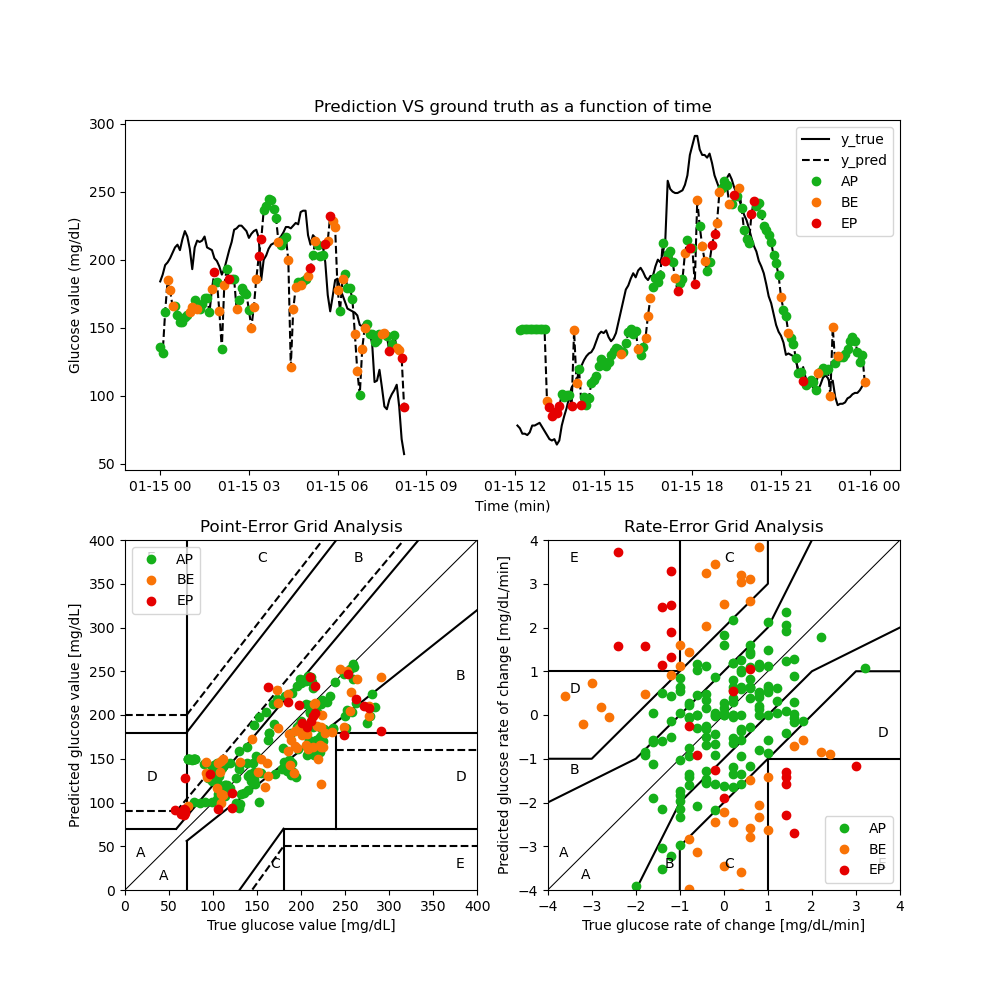 Prediction VS ground truth as a function of time
300
250
200
150
100
50
Glucose value (mg/dL)
y_true
y_pred
AP
BE
EP
01-15 00 01-15 03 01-15 06 01-15 09 01-15 12 01-15 15 01-15 18 01-15 21 01-16 00
Time (min)
Point-Error Grid Analysis
400
350
300
250
200
150
100
50
0
Predicted glucose value [mg/dL]
AP
BE
EP
C
B
B
D
D
A
A
C
E
0 50 100 150 200 250 300 350 400
True glucose value [mg/dL]
Rate-Error Grid Analysis
4
3
2
1
0
−1
−2
−3
−4
Predicted glucose rate of change [mg/dL/min]
E
C
D
D
B
A
A
B
C
AP
BE
EP
−4 −3 −2 −1 0 1 2 3 4
True glucose rate of change [mg/dL/min]